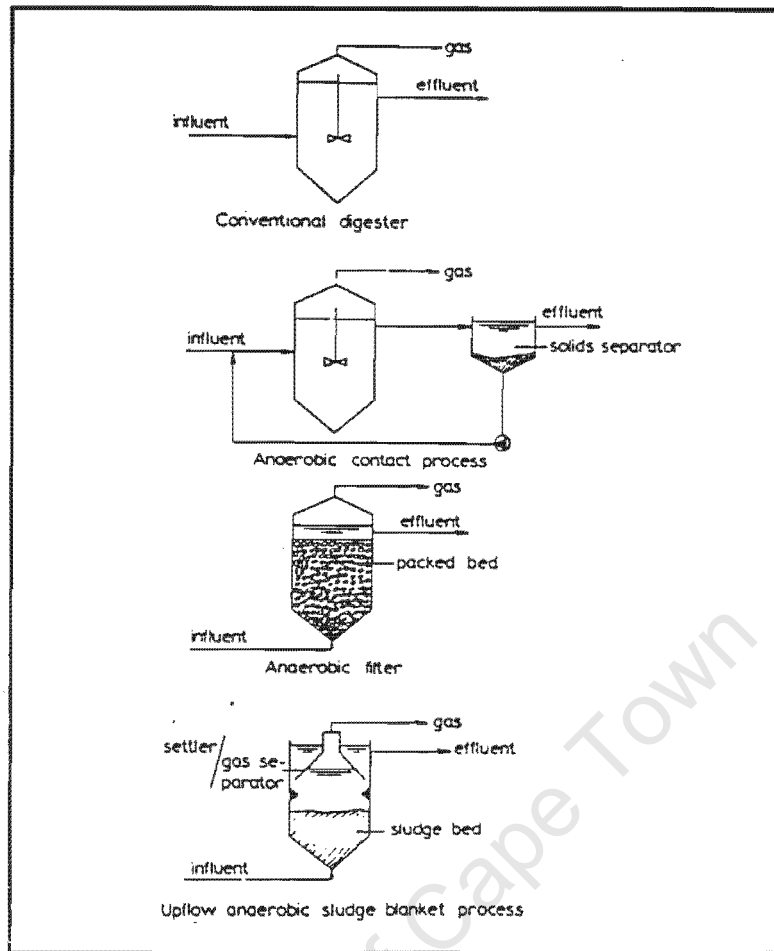 gas
effluent
influent
Conventional digester
gas
effluent
influent
solids separator
Anaerobic contact process
gas
effluent
packed bed
influent
Anaerobic filter
gas
settler/
effluent
gas se-
parator
sludge bed
influent
Upflow anaerobic sludge blanket process
of Cape Town